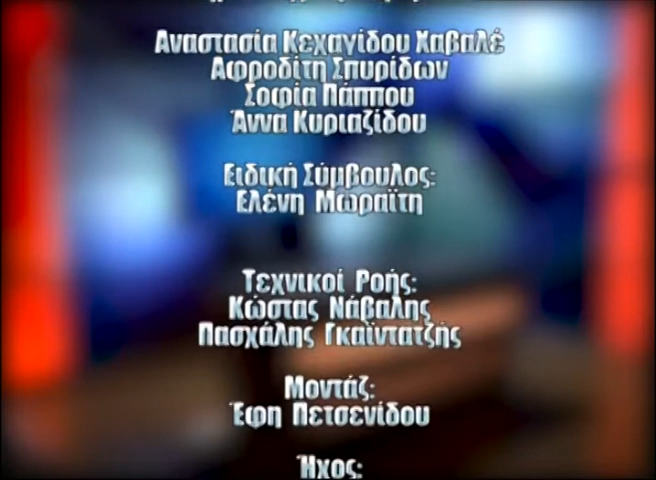 Αναστασία Κεχαγίδου Χαβαλέ
Αφροδίτη Σπυρίδων
Σοφία Πάππου
Άννα Κυριαζίδου
Ειδική Σύμβουλος:
Ελένη Μωραΐτη
Τεχνικοί Ροής:
Κώστας Νάβαλης
Πασχάλης Γκαϊντατζής
Μοντάζ:
Έφη Πετσενίδου
Ήχος: